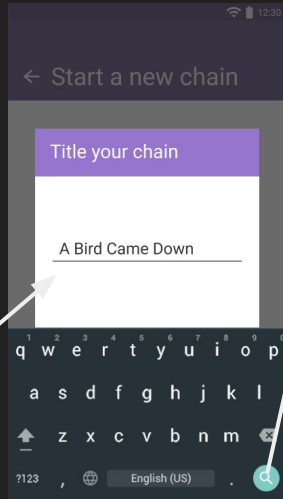 12:30
← Start a new chain
Title your chain
A Bird Came Down
1 2 3 4 5 6 7 8 9
q w e r t y u i o p
a s d f g h j k l
z x c v b n m
?123 , English (US) .